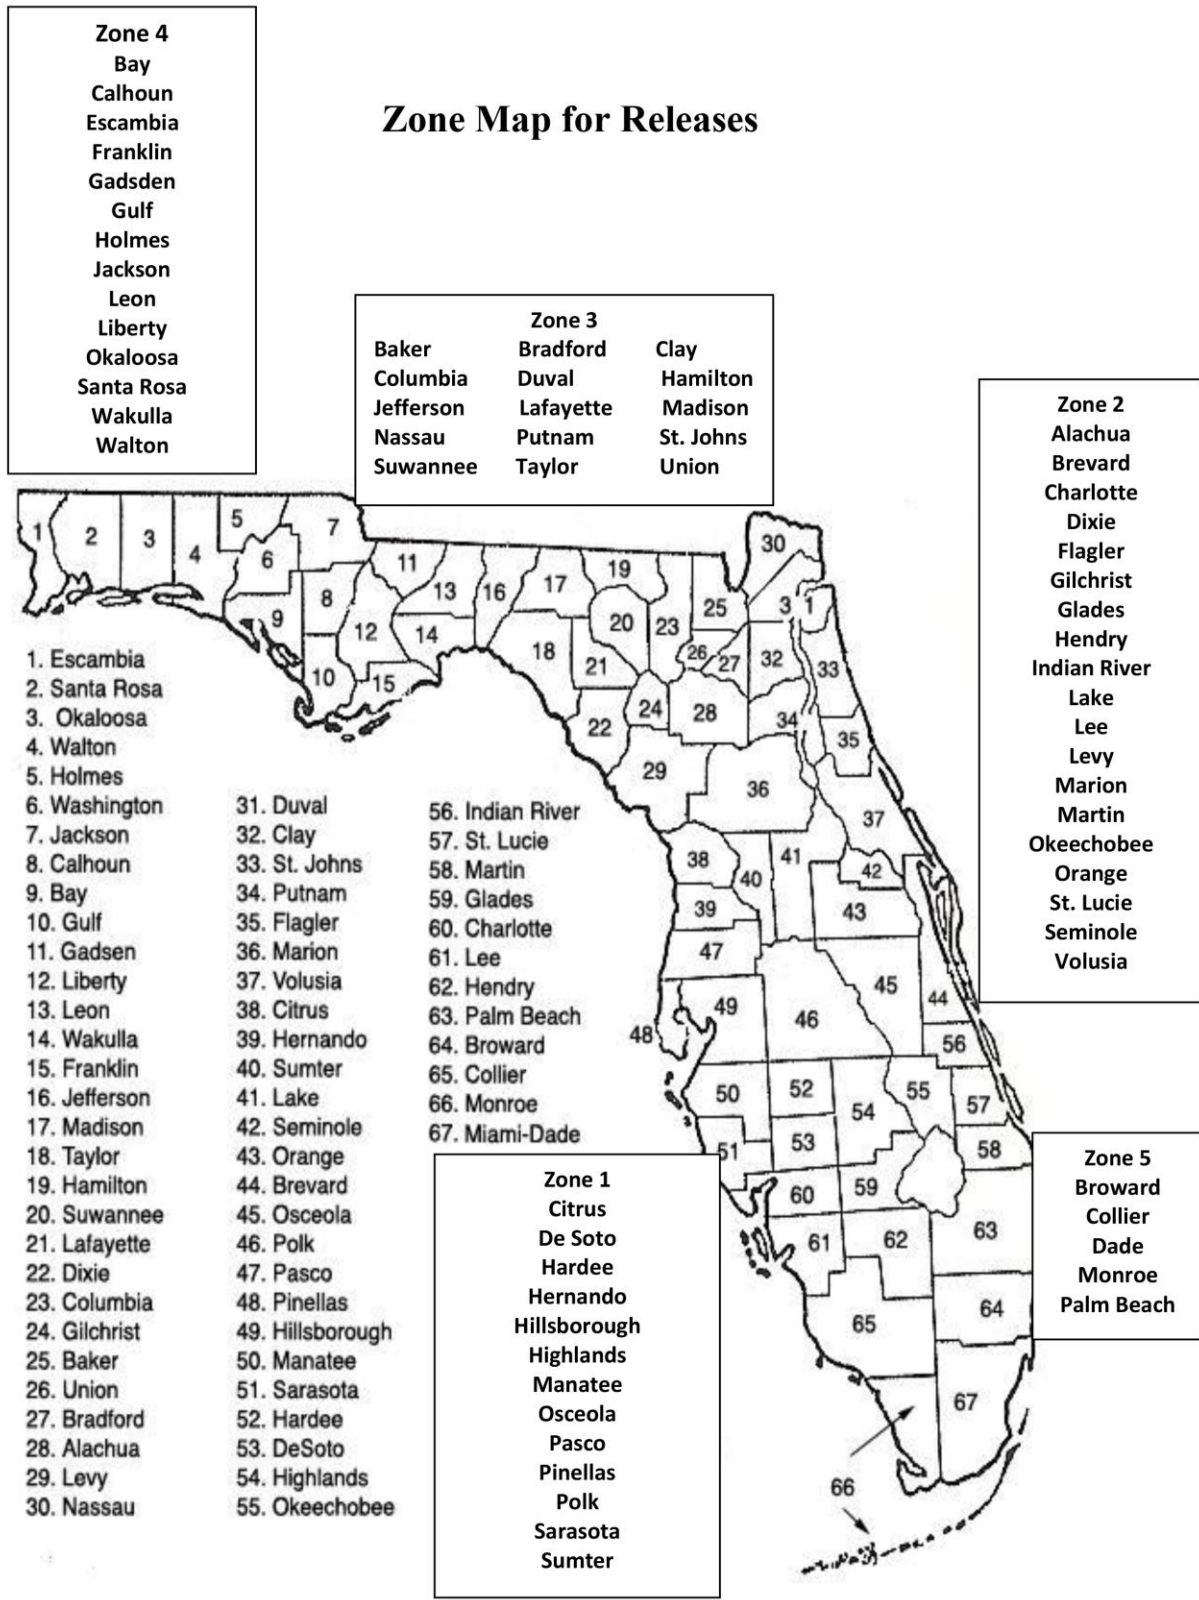 Zone 4
Bay
Calhoun
Escambia
Franklin
Gadsden
Gulf
Holmes
Jackson
Leon
Liberty
Okaloosa
Santa Rosa
Wakulla
Walton
Zone Map for Releases
Zone 3
Baker Bradford Clay
Columbia Duval Hamilton
Jefferson Lafayette Madison
Nassau Putnam St. Johns
Suwannee Taylor Union
Zone 2
Alachua
Brevard
Charlotte
Dixie
Flagler
Gilchrist
Glades
Hendry
Indian River
Lake
Lee
Levy
Marion
Martin
Okeechobee
Orange
St. Lucie
Seminole
Volusia
1
2
3
4
5
6
7
8
9
10
11
12
13
14
15
16
17
18
19
20
21
22
23
24
25
26
27
28
29
30
3 1
32
33
34
35
36
37
38
39
40
41
42
43
44
45
46
47
48
49
50
51
52
53
54
55
56
57
58
59
60
61
62
63
64
65
66
67
1. Escambia
2. Santa Rosa
3. Okaloosa
4. Walton
5. Holmes
6. Washington
7. Jackson
8. Calhoun
9. Bay
10. Gulf
11. Gadsen
12. Liberty
13. Leon
14. Wakulla
15. Franklin
16. Jefferson
17. Madison
18. Taylor
19. Hamilton
20. Suwannee
21. Lafayette
22. Dixie
23. Columbia
24. Gilchrist
25. Baker
26. Union
27. Bradford
28. Alachua
29. Levy
30. Nassau
31. Duval
32. Clay
33. St. Johns
34. Putnam
35. Flagler
36. Marion
37. Volusia
38. Citrus
39. Hernando
40. Sumter
41. Lake
42. Seminole
43. Orange
44. Brevard
45. Osceola
46. Polk
47. Pasco
48. Pinellas
49. Hillsborough
50. Manatee
51. Sarasota
52. Hardee
53. DeSoto
54. Highlands
55. Okeechobee
56. Indian River
57. St. Lucie
58. Martin
59. Glades
60. Charlotte
61. Lee
62. Hendry
63. Palm Beach
64. Broward
65. Collier
66. Monroe
67. Miami-Dade
Zone 1
Citrus
De Soto
Hardee
Hernando
Hillsborough
Highlands
Manatee
Osceola
Pasco
Pinellas
Polk
Sarasota
Sumter
Zone 5
Broward
Collier
Dade
Monroe
Palm Beach